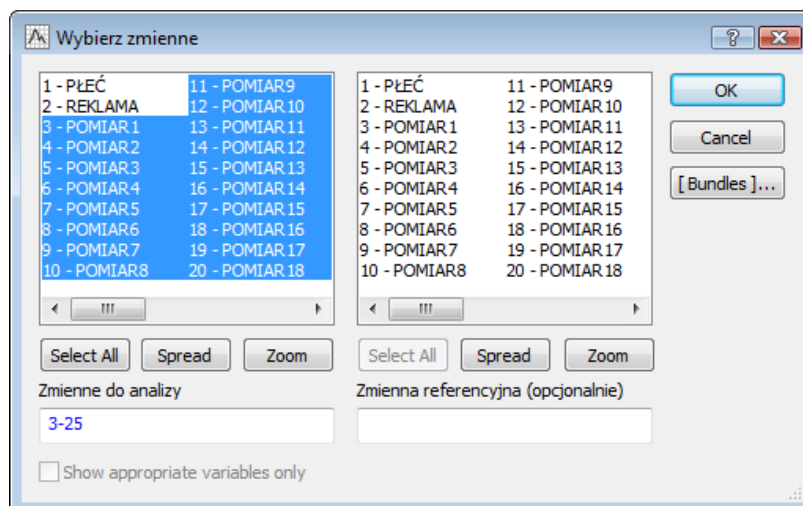 Wybierz zmienne
1 - PŁEĆ
2 - REKLAMA
3 - POMIAR1
4 - POMIAR2
5 - POMIAR3
6 - POMIAR4
7 - POMIAR5
8 - POMIAR6
9 - POMIAR7
10 - POMIAR8
11 - POMIAR9
12 - POMIAR10
13 - POMIAR11
14 - POMIAR12
15 - POMIAR13
16 - POMIAR14
17 - POMIAR15
18 - POMIAR16
19 - POMIAR17
20 - POMIAR18
Select All Spread Zoom
Zmienne do analizy
3-25
Show appropriate variables only
1 - PŁEĆ
2 - REKLAMA
3 - POMIAR1
4 - POMIAR2
5 - POMIAR3
6 - POMIAR4
7 - POMIAR5
8 - POMIAR6
9 - POMIAR7
10 - POMIAR8
11 - POMIAR9
12 - POMIAR10
13 - POMIAR11
14 - POMIAR12
15 - POMIAR13
16 - POMIAR14
17 - POMIAR15
18 - POMIAR16
19 - POMIAR17
20 - POMIAR18
Select All Spread Zoom
Zmienna referencyjna (opcjonalnie)
OK
Cancel
[ Bundles ]...